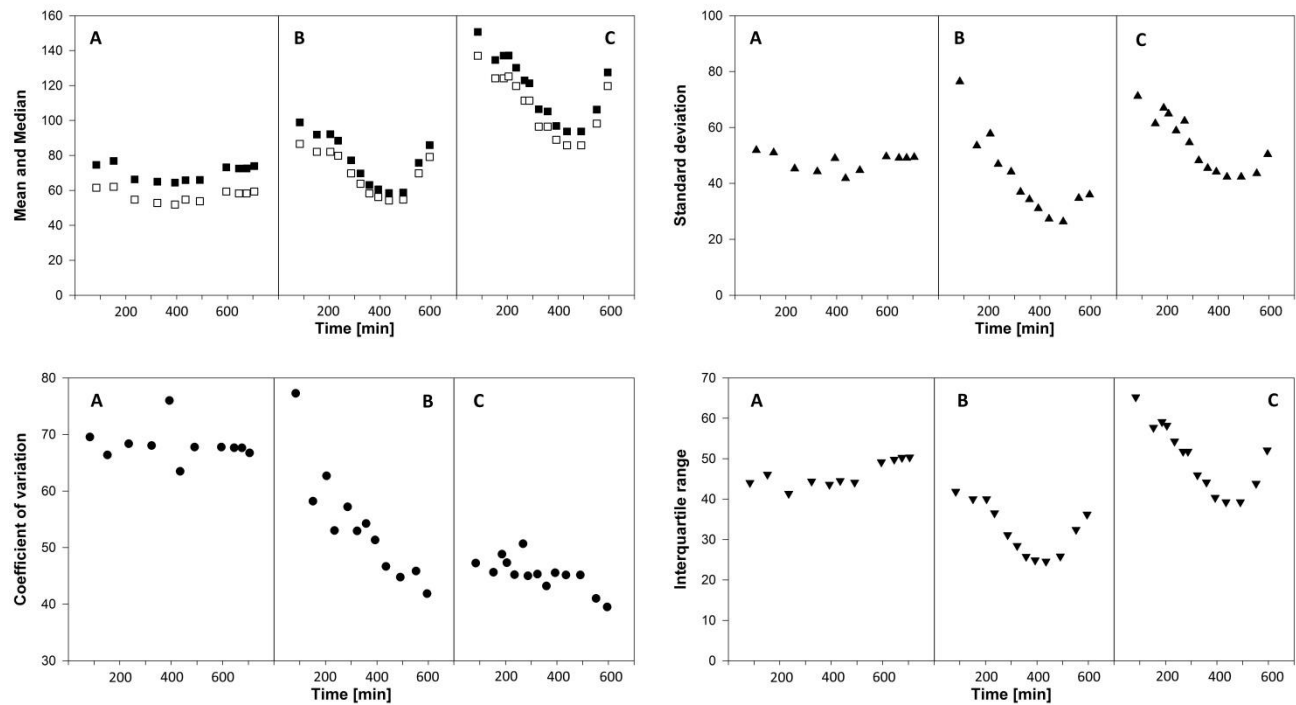 Mean and Median
160
140
120
100
80
60
40
20
0
A
B
C
200 400 600 200 400 600 200 400 600
Time [min]
Standard deviation
100
80
60
40
20
0
A
B
C
200 400 600 200 400 600 200 400 600
Time [min]
Coefficient of variation
80
70
60
50
40
30
A
B
C
200 400 600 200 400 600 200 400 600
Time [min]
Interquartile range
70
60
50
40
30
20
10
0
A
B
C
200 400 600 200 400 600 200 400 600
Time [min]